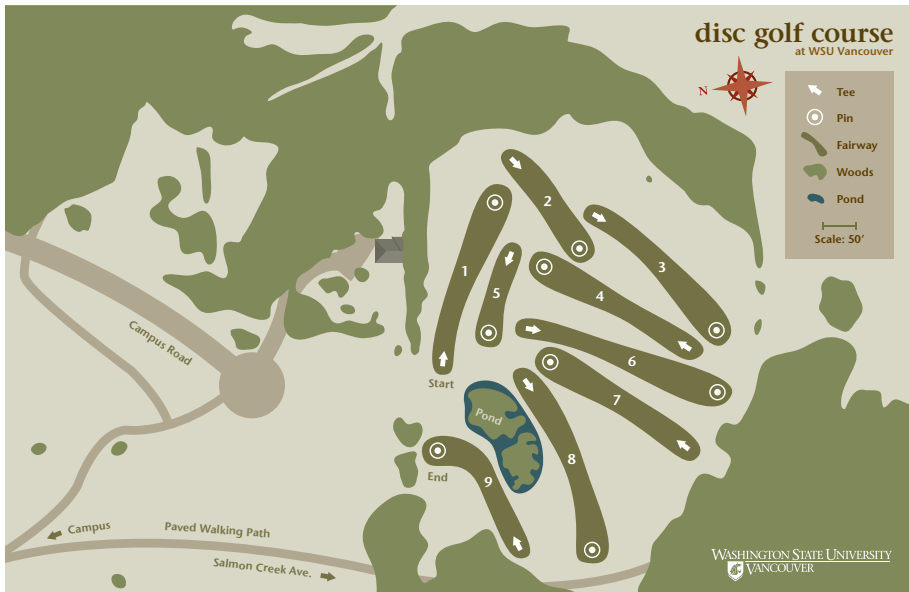 disc golf course
at WSU Vancouver
N
Tee
Pin
Fairway
Woods
Pond
Scale: 50’
1
2
3
4
5
6
7
8
9
Start
End
Pond
Campus Road
Campus
Paved Walking Path
Salmon Creek Ave.
WASHINGTON STATE UNIVERSITY
VANCOUVER